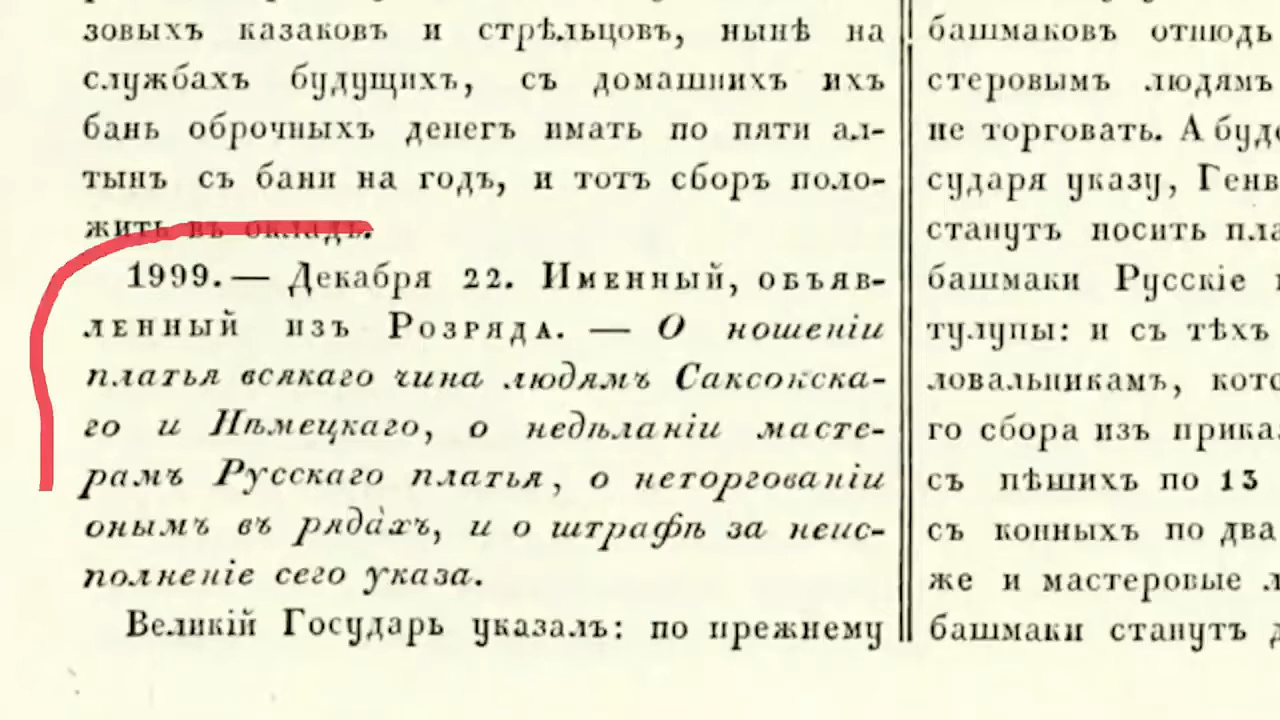 зовыхъ казаковъ и стрѣльцовъ, нынѣ на
службахъ будущихъ, съ домашнихъ ихъ
бань оброчныхъ денегъ имать по пяти ал-
тынъ съ бани на годъ, и тотъ сборъ поло-
жить въ окладъ.
1999. — Декабря 22. Именный, объяв-
ленный изъ Розряда. — О ношеніи
платья всякаго чина людямъ Саксонска-
го и Нѣмецкаго, о недѣланіи масте-
рамъ Русскаго платья, о неторгованіи
онымъ въ рядахъ, и о штрафѣ за неис-
полненіе сего указа.
Великій Государь указалъ: по прежнему
башмаковъ отнюдь
стеровымъ людямъ
не торговать. А буде
сударя указу, Генв
станутъ носить пла
башмаки Русскіе
тулупы: и съ тѣхъ
ловальникамъ, кото
го сбора изъ прика
съ пѣшихъ по 13
съ конныхъ по два
же и мастеровые л
башмаки станутъ д